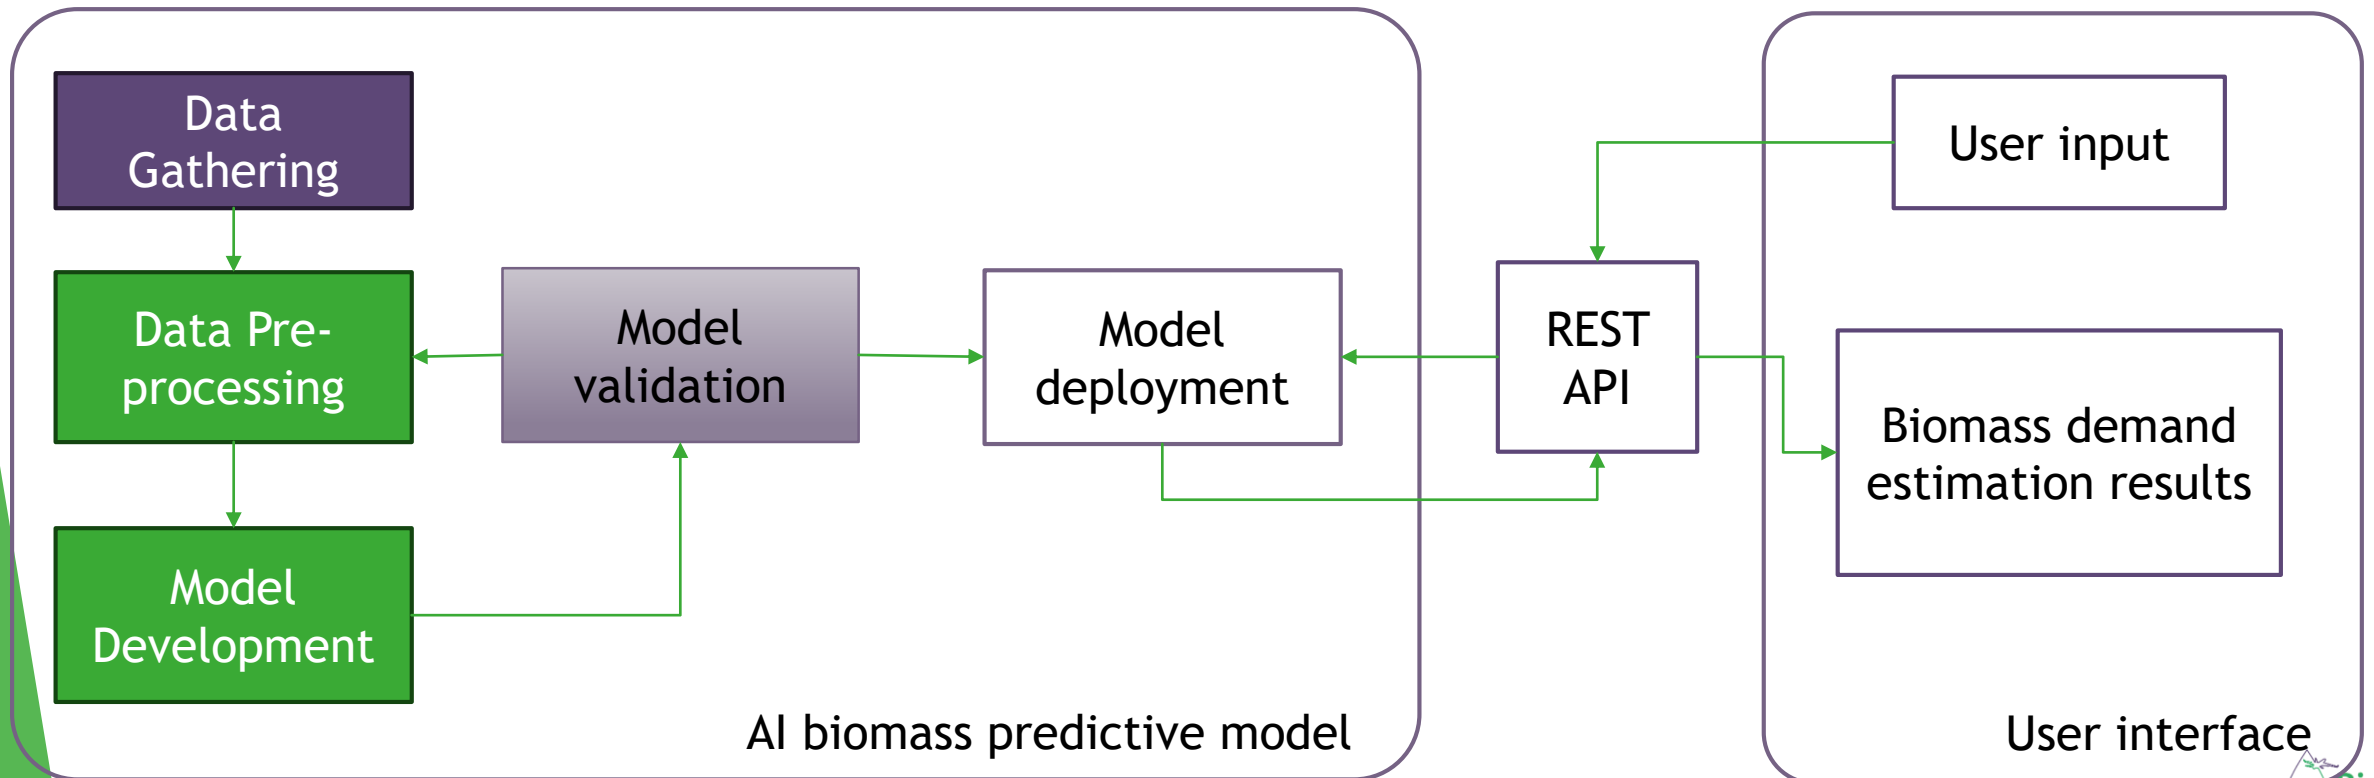 Data
Gathering
Data Pre-
processing
Model
Development
Model
validation
Model
deployment
AI biomass predictive model
REST
API
User input
Biomass demand
estimation results
User interface